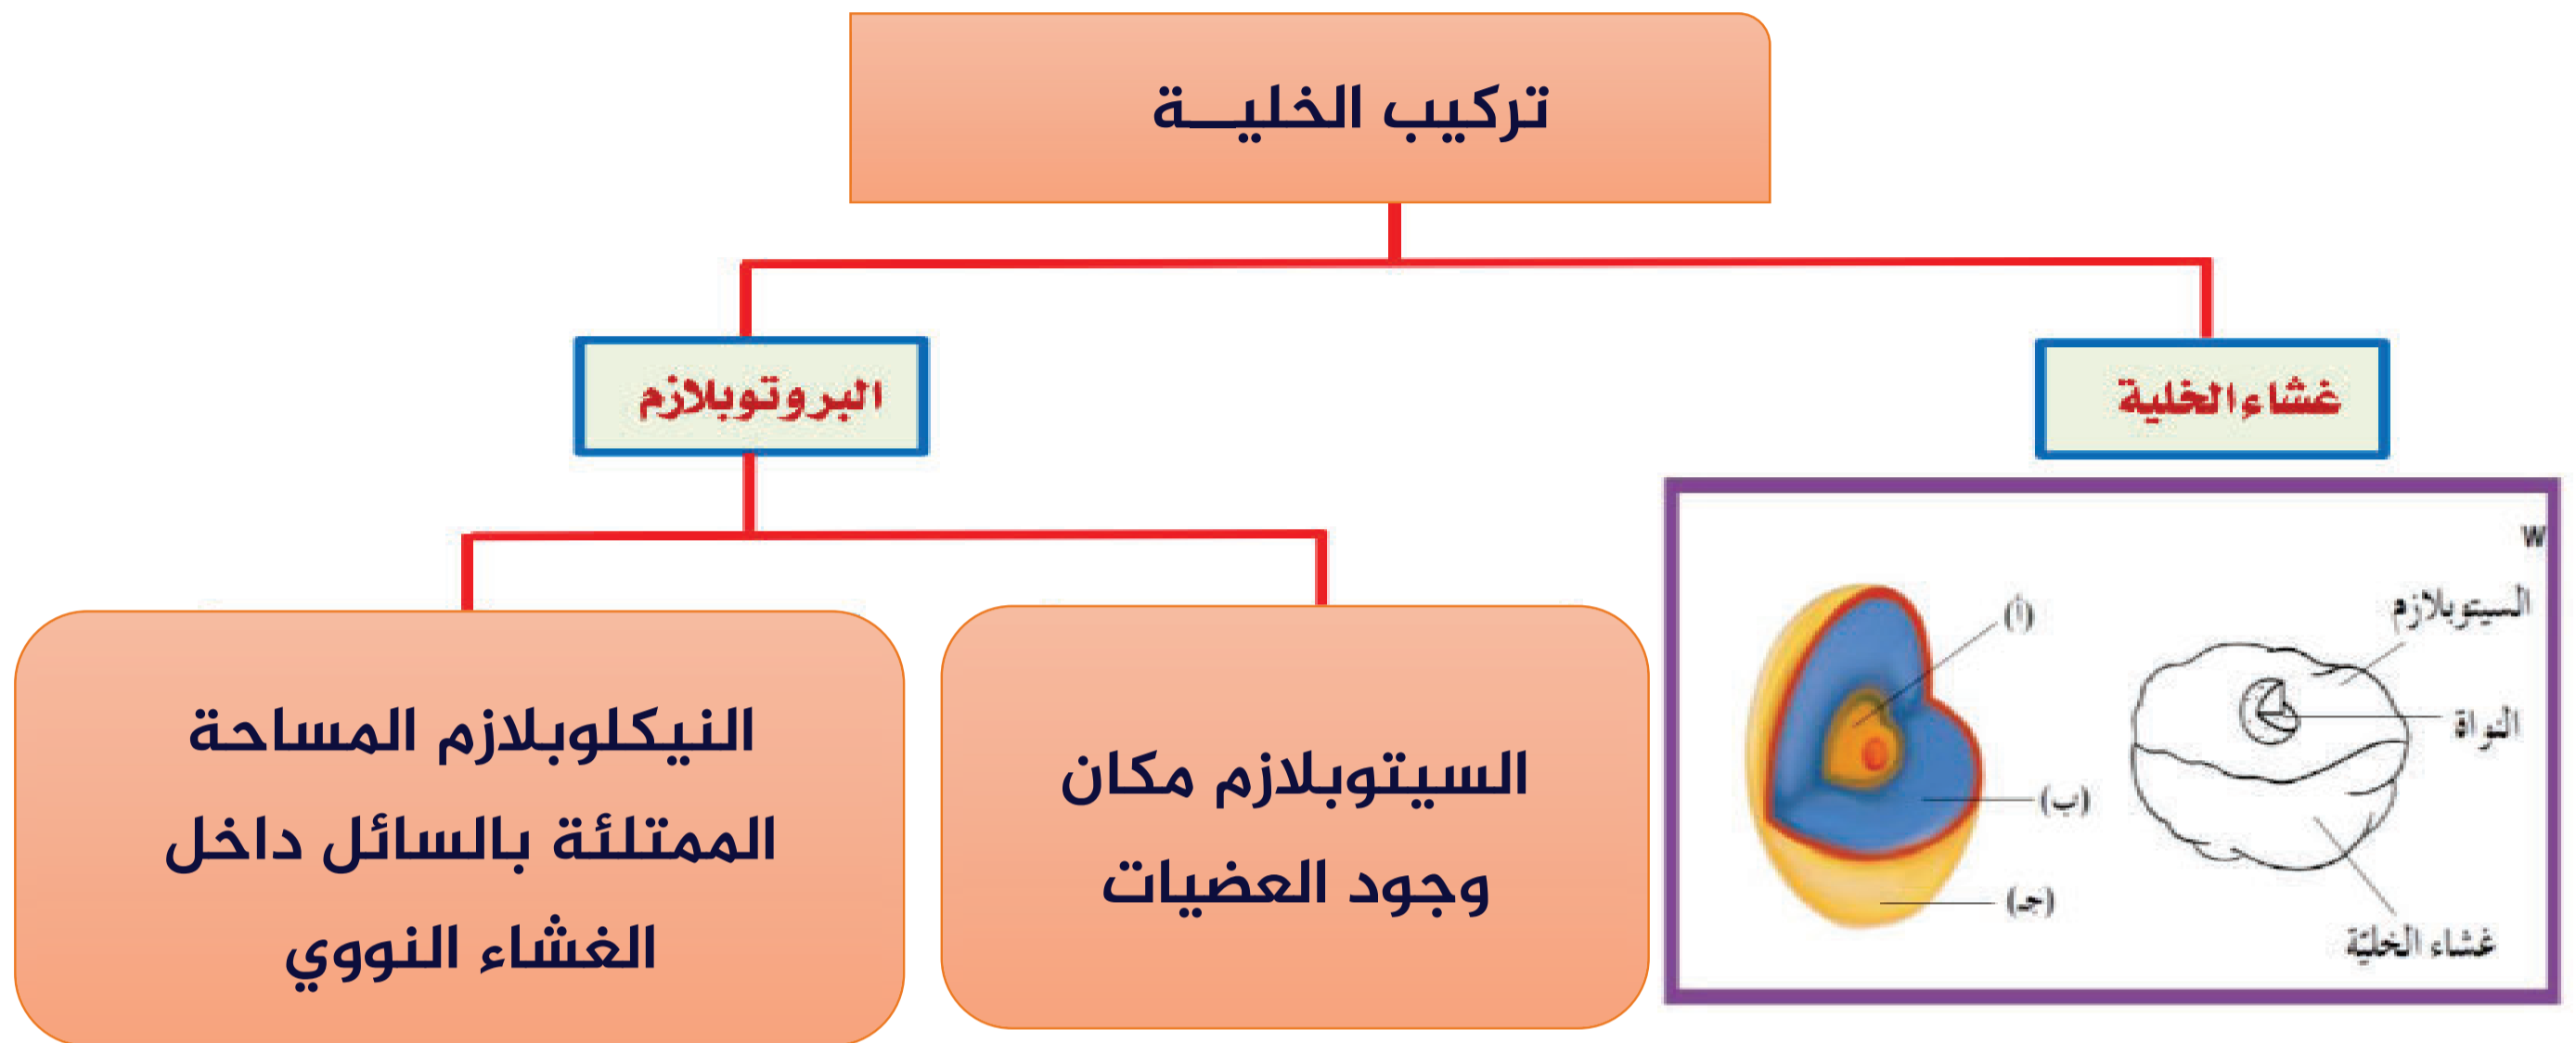 تركيب الخليـــة
غشاء الخلية
البروتوبلازم
السيتوبلازم مكان
وجود العضيات
النيكلوبلازم المساحة
الممتلئة بالسائل داخل
الغشاء النووي
W
السيتوبلازم
النواة
غشاء الخليّة
(أ)
(ب)
(جـ)